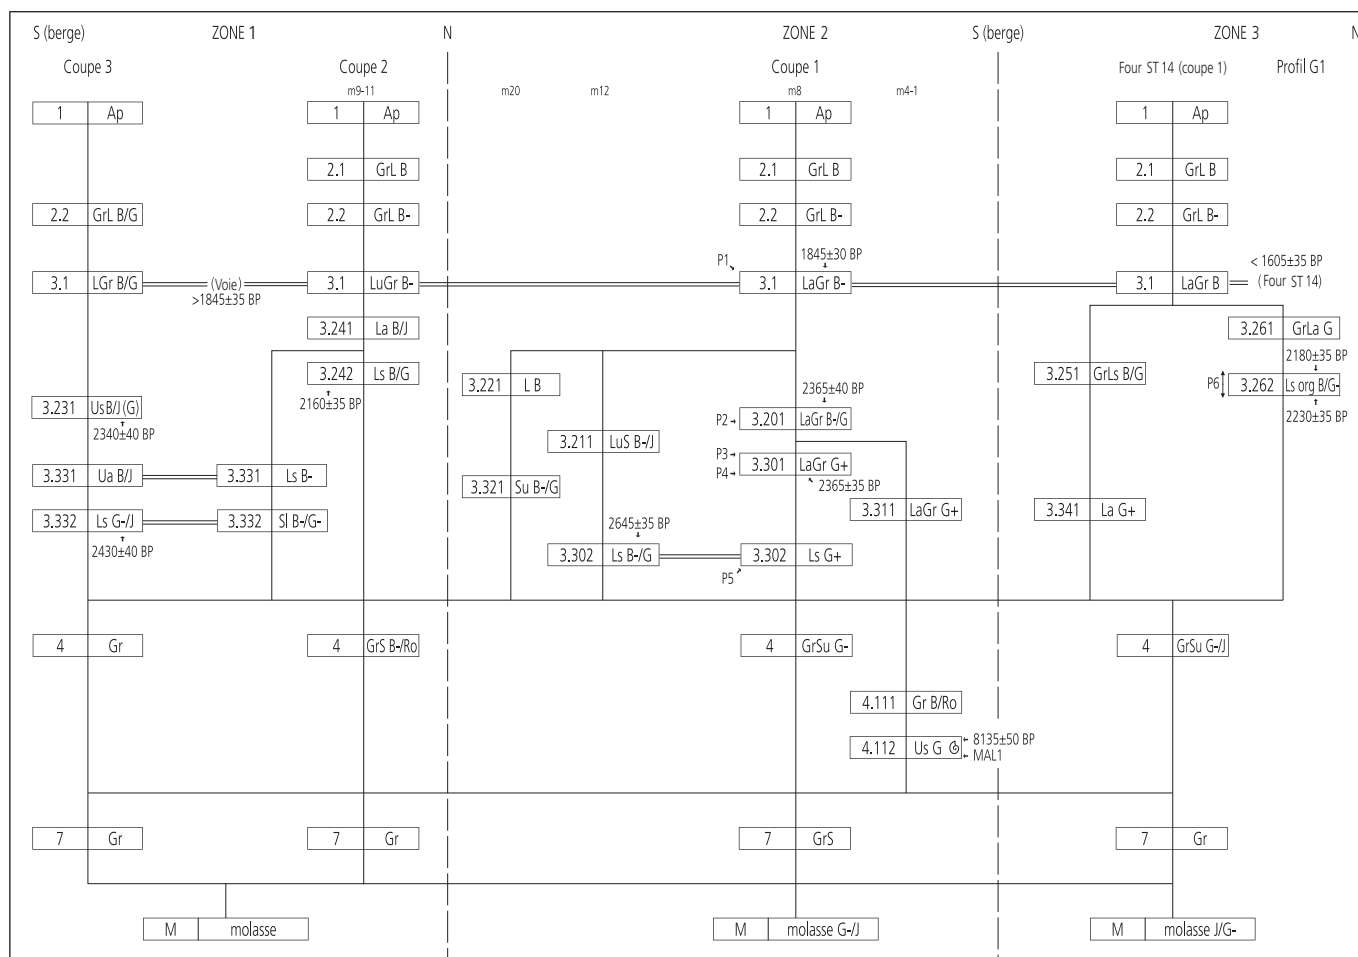 S (berge) ZONE 1 N ZONE 2 S (berge) ZONE 3 N
Coupe 3 Coupe 2 Coupe 1 Four ST 14 (coupe 1) Profil G1
m9-11 m20 m12 m8 m4-1
1 Ap 1 Ap 1 Ap 1 Ap
2.1 GrL B 2.1 GrL B 2.1 GrL B
2.2 GrL B/G 2.2 GrL B- 2.2 GrL B- 2.2 GrL B-
P1 1845±30 BP < 1605±35 BP
3.1 LGr B/G (Voie) 3.1 LuGr B- 3.1 LaGr B- 3.1 LaGr B (Four ST 14)
>1845±35 BP
3.241 La B/J 3.261 GrLa G
2180±35 BP
3.242 Ls B/G 3.221 L B 3.251 GrLs B/G P6 3.262 Ls org B/G-
2160±35 BP 2365±40 BP 2230±35 BP
3.231 Us B/J (G) P2 3.201 LaGr B-/G
2340±40 BP
3.211 LuS B-/J P3
3.331 Ua B/J 3.331 Ls B- P4 3.301 LaGr G+
3.321 Su B-/G 2365±35 BP
3.332 Ls G-/J 3.332 Sl B-/G- 3.311 LaGr G+ 3.341 La G+
2430±40 BP 2645±35 BP
3.302 Ls B-/G 3.302 Ls G+
P5
4 Gr 4 GrS B-/Ro 4 GrSu G- 4 GrSu G-/J
4.111 Gr B/Ro
4.112 Us G 8135±50 BP
MAL1
7 Gr 7 Gr 7 GrS 7 Gr
M molasse M molasse G-/J M molasse J/G-